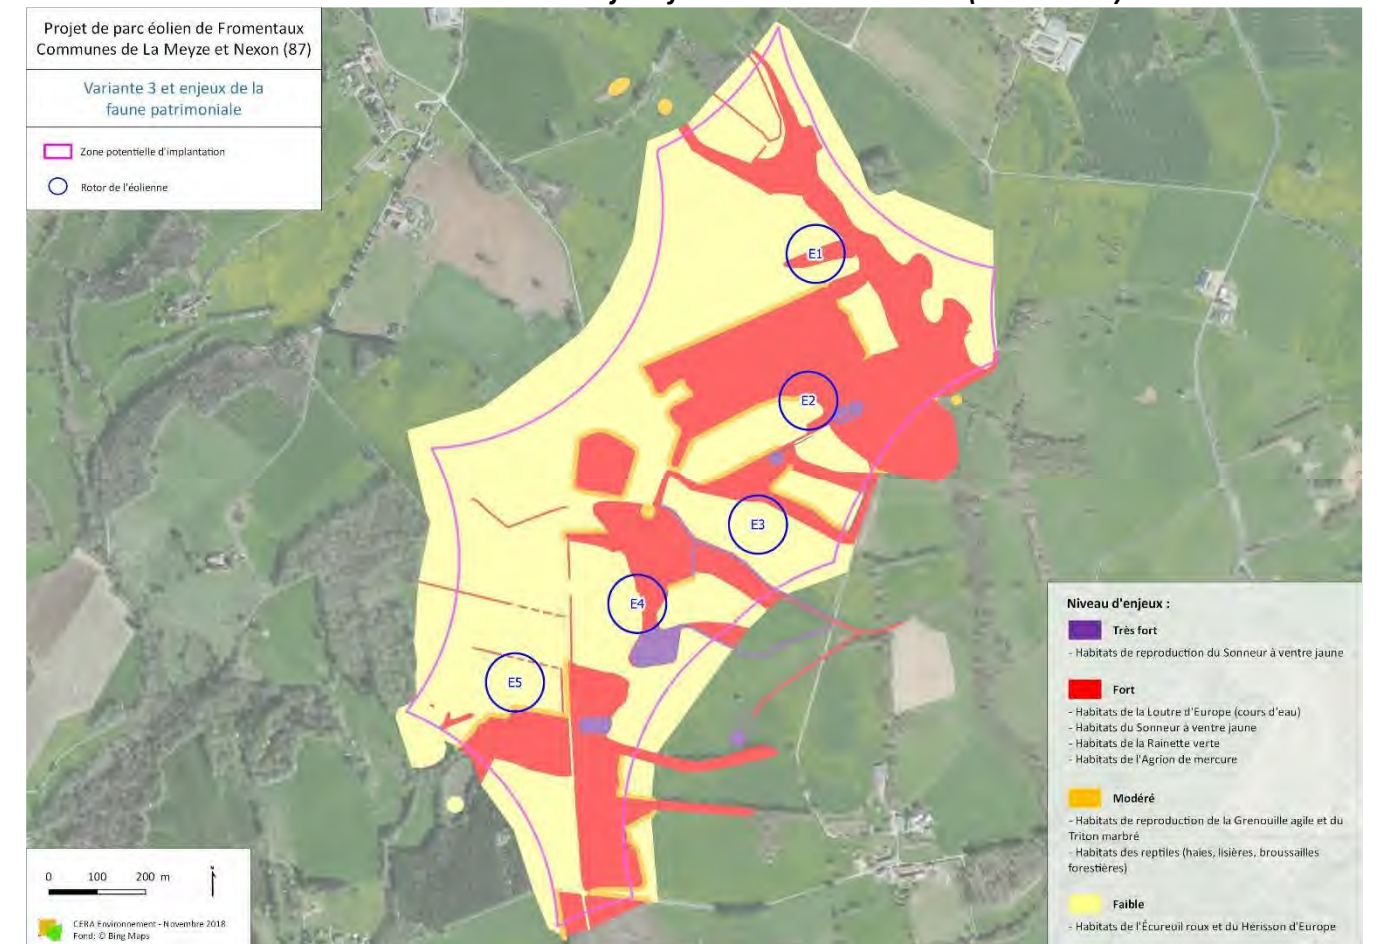 Projet de parc éolien de Fromentaux
Communes de La Meyze et Nexon (87)
Variante 3 et enjeux de la
faune patrimoniale
Zone potentielle d'implantation
Rotor de l'éolienne
E1
E2
E3
E4
E5
Niveau d'enjeux :
Très fort
- Habitats de reproduction du Sonneur à ventre jaune
Fort
- Habitats de la Loutre d'Europe (cours d'eau)
- Habitats du Sonneur à ventre jaune
- Habitats de la Rainette verte
- Habitats de l'Agrion de mercure
Modéré
- Habitats de reproduction de la Grenouille agile et du
Triton marbré
- Habitats des reptiles (haies, lisières, broussailles
forestières)
Faible
- Habitats de l'Écureuil roux et du Hérisson d'Europe
0 100 200 m
N
CERA Environnement - Novembre 2018
Fond: © Bing Maps